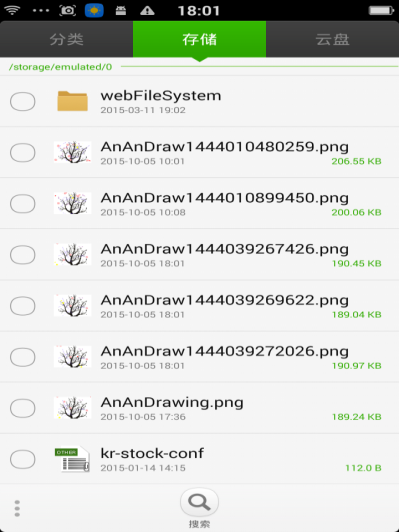 18:01
分类
存储
云盘
/storage/emulated/0
webFileSystem
2015-03-11 19:02
AnAnDraw1444010480259.png
2015-10-05 10:01
206.55 KB
AnAnDraw1444010899450.png
2015-10-05 10:08
200.06 KB
AnAnDraw1444039267426.png
2015-10-05 18:01
190.45 KB
AnAnDraw1444039269622.png
2015-10-05 18:01
189.04 KB
AnAnDraw1444039272026.png
2015-10-05 18:01
190.97 KB
AnAnDrawing.png
2015-10-05 17:36
189.24 KB
OTHER
kr-stock-conf
2015-01-14 14:15
112.0 B
搜索